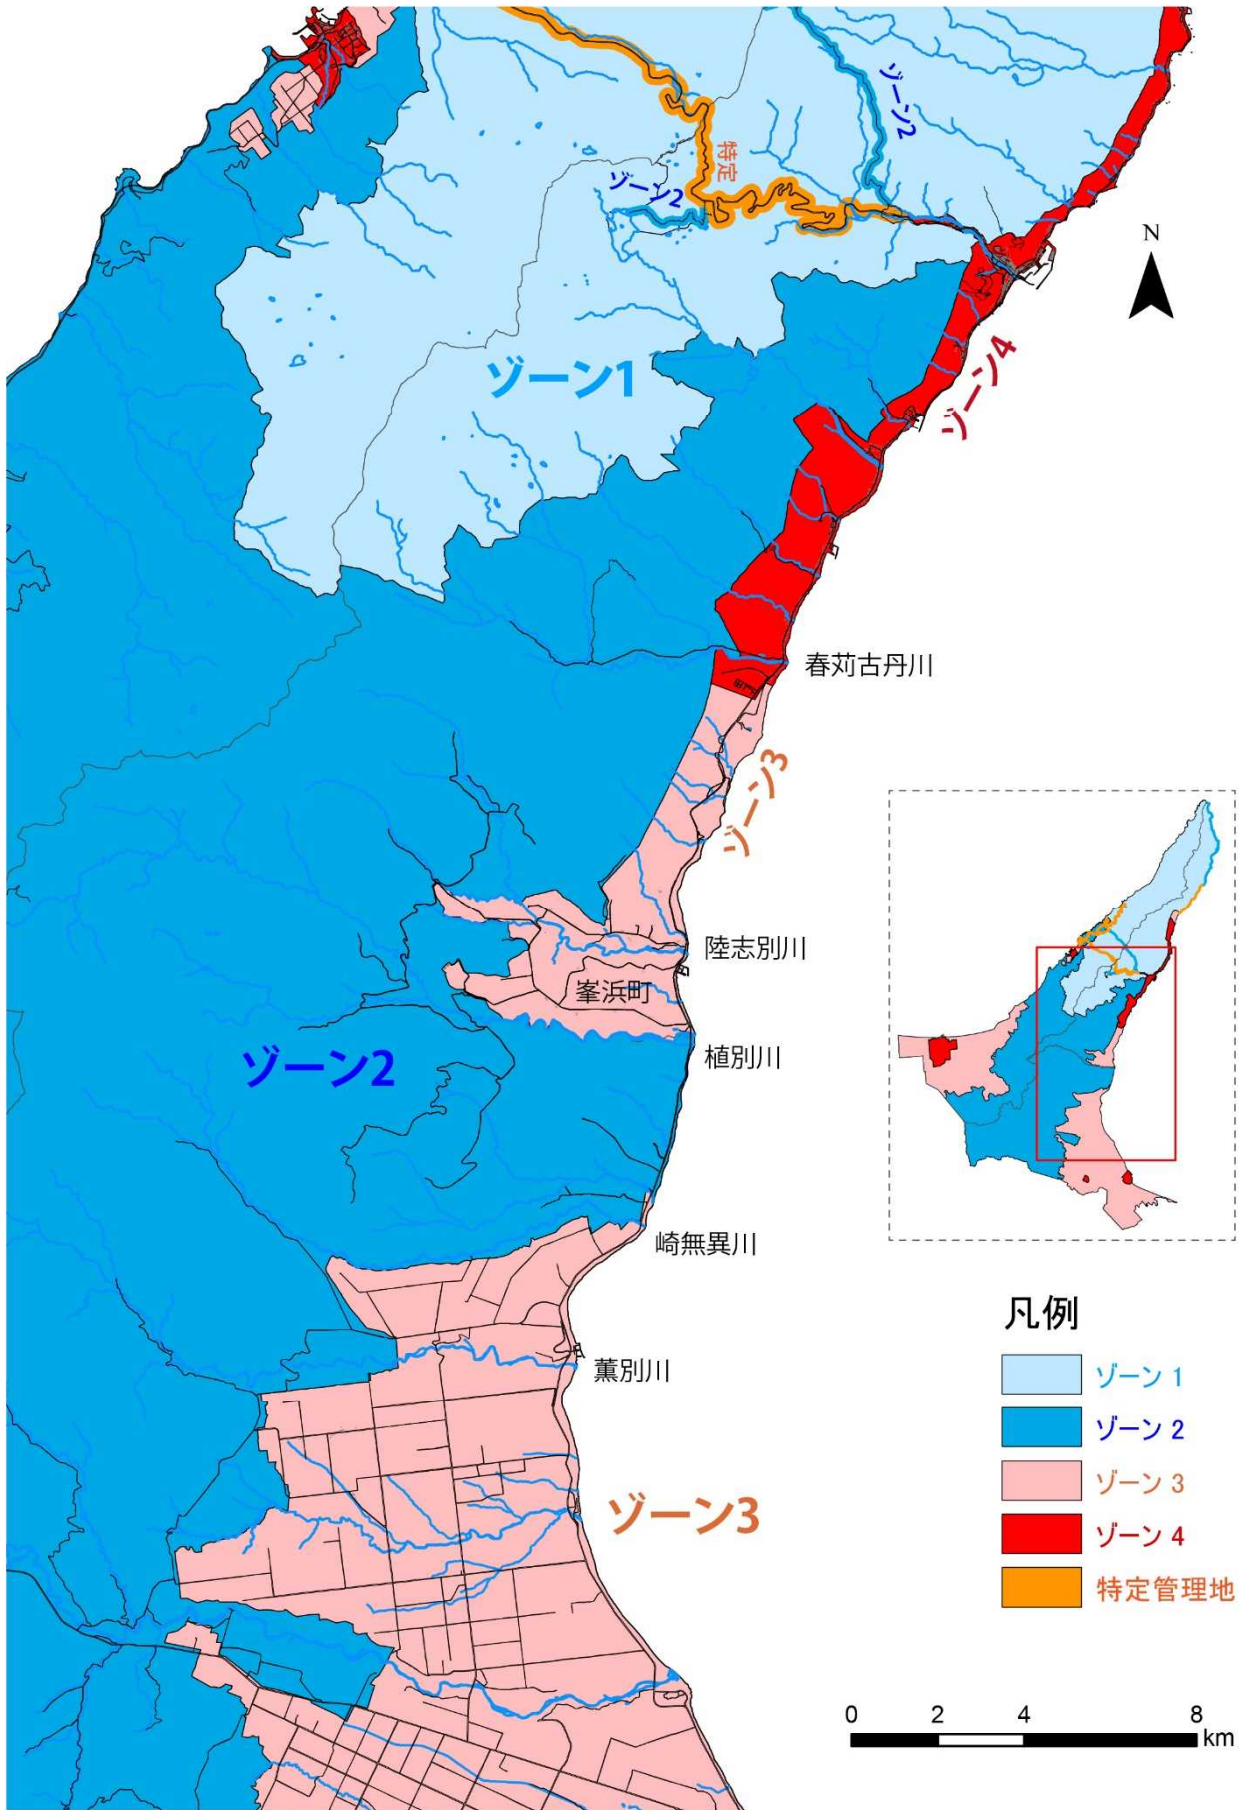 ゾーン2
特定
ゾーン2
N
ゾーン1
ゾーン4
春苅古丹川
ゾーン3
陸志別川
峯浜町
植別川
ゾーン2
崎無異川
薫別川
ゾーン3
凡例
ゾーン 1
ゾーン 2
ゾーン 3
ゾーン 4
特定管理地
0 2 4 8
km